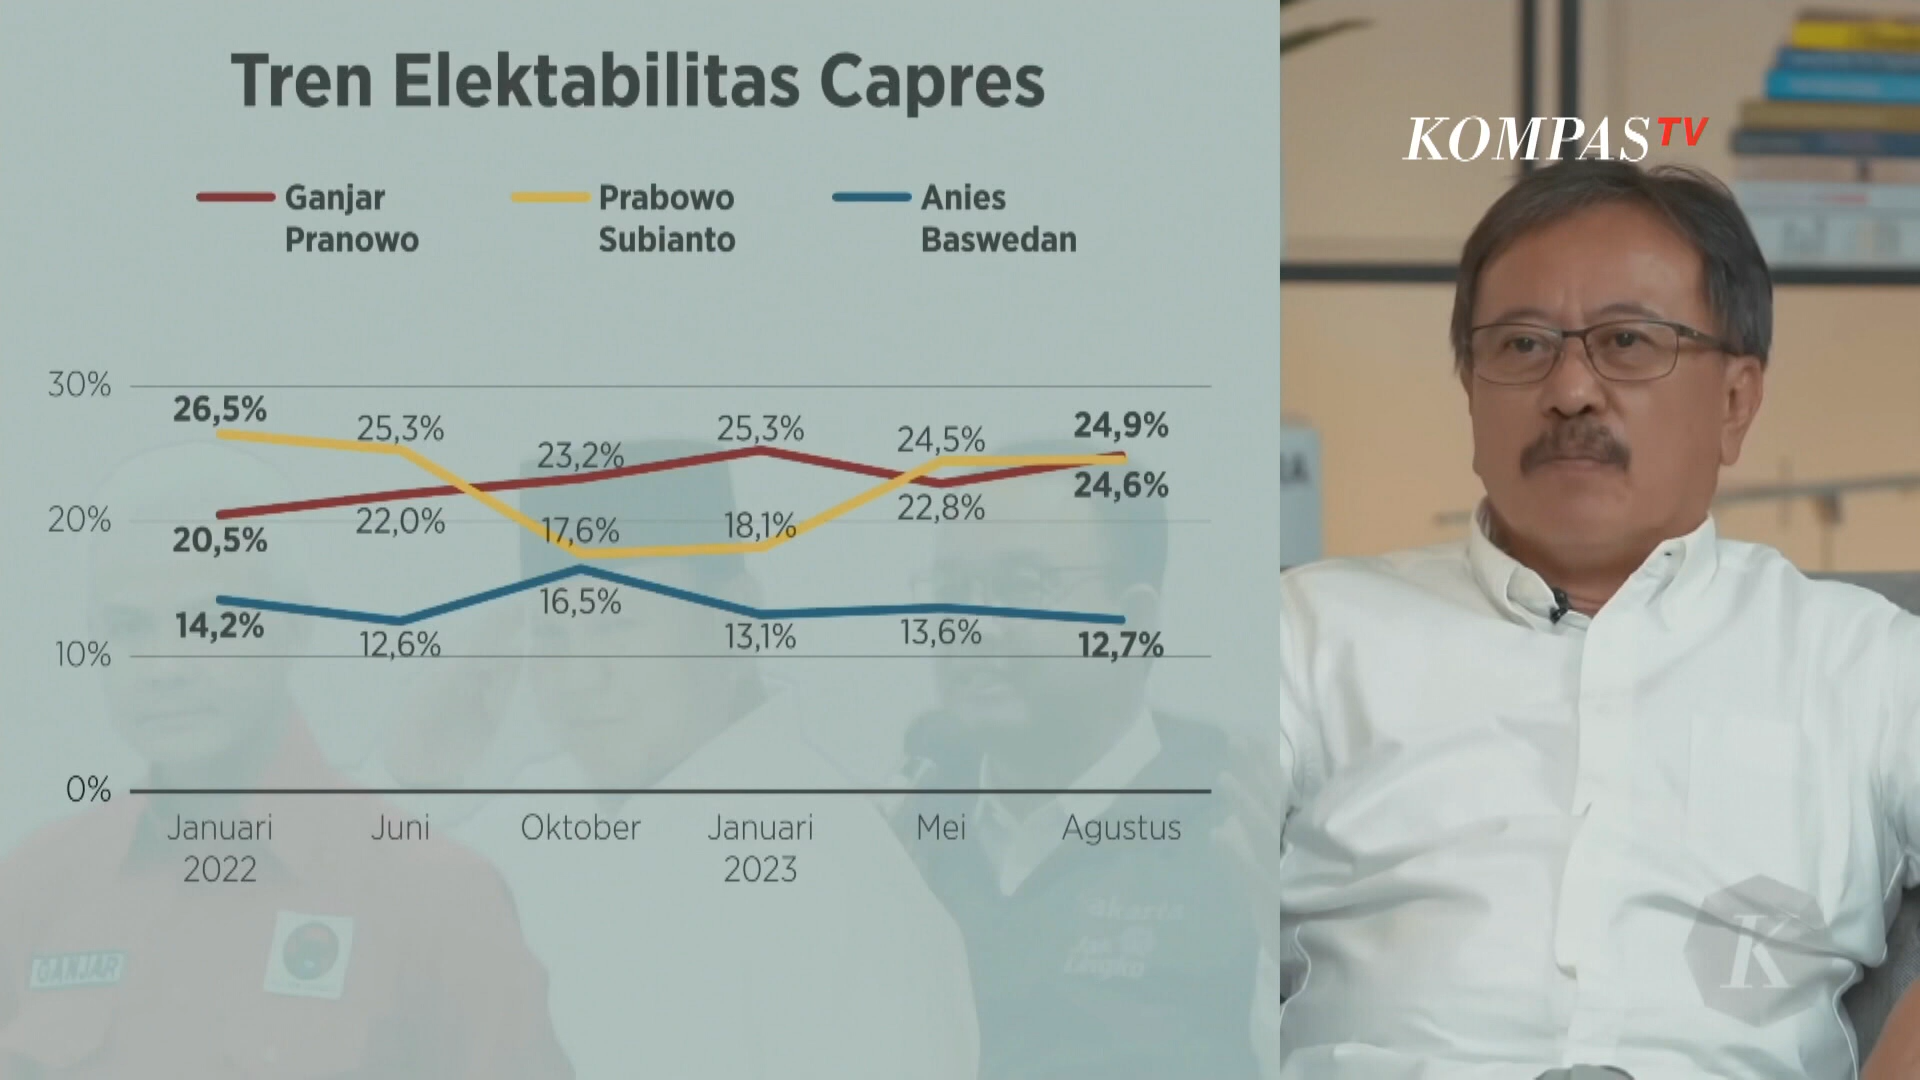 Tren Elektabilitas Capres
Ganjar
Pranowo
Prabowo
Subianto
Anies
Baswedan
KOMPAS TV
30%
20%
10%
0%
26,5%
25,3%
23,2%
25,3%
24,5%
24,9%
20,5%
22,0%
17,6%
18,1%
22,8%
24,6%
14,2%
12,6%
16,5%
13,1%
13,6%
12,7%
Januari
2022
Juni
Oktober
Januari
2023
Mei
Agustus
GANJAR
Lingko
K